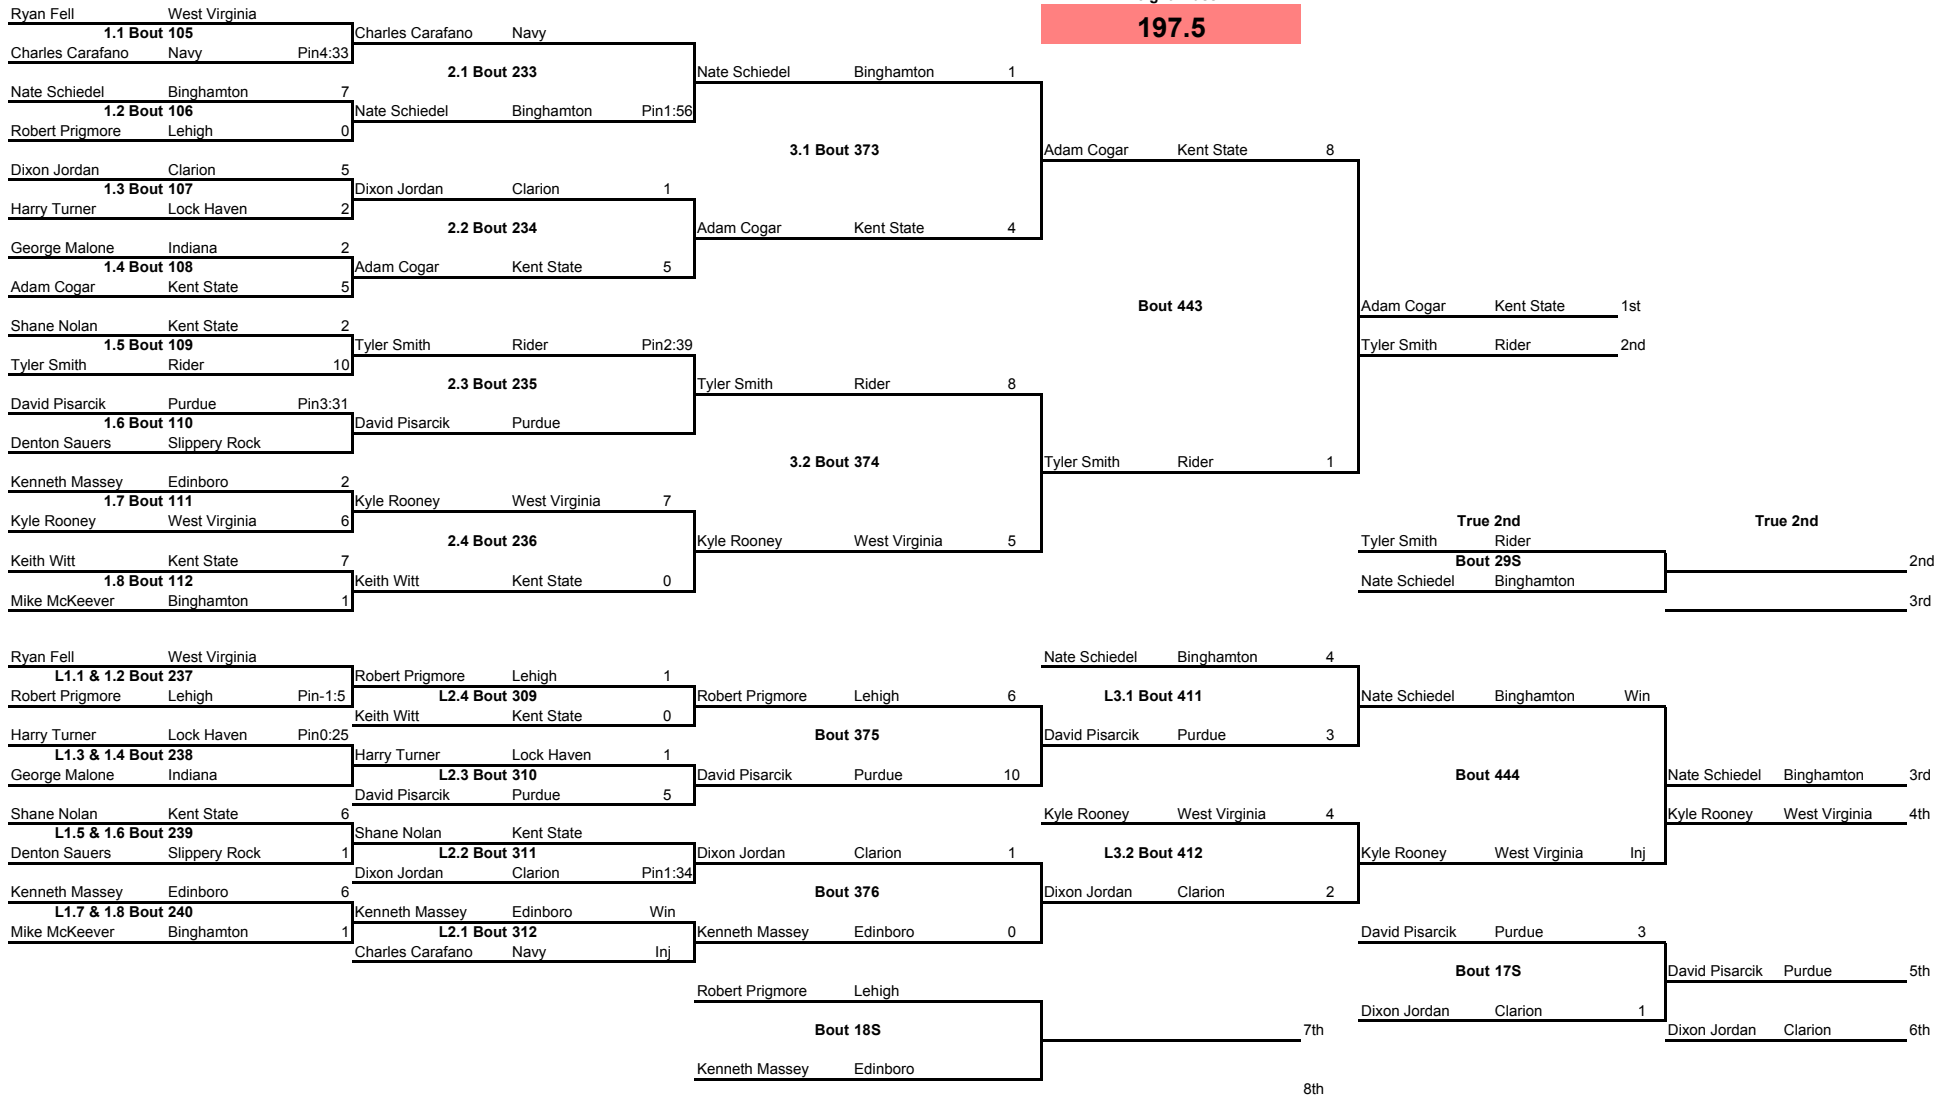 197.5
Ryan Fell West Virginia
1.1 Bout 105
Charles Carafano Navy Pin4:33
Nate Schiedel Binghamton 7
1.2 Bout 106
Robert Prigmore Lehigh 0
Dixon Jordan Clarion 5
1.3 Bout 107
Harry Turner Lock Haven 2
George Malone Indiana 2
1.4 Bout 108
Adam Cogar Kent State 5
Shane Nolan Kent State 2
1.5 Bout 109
Tyler Smith Rider 10
David Pisarcik Purdue Pin3:31
1.6 Bout 110
Denton Sauers Slippery Rock
Kenneth Massey Edinboro 2
1.7 Bout 111
Kyle Rooney West Virginia 6
Keith Witt Kent State 7
1.8 Bout 112
Mike McKeever Binghamton 1
Charles Carafano Navy
2.1 Bout 233
Nate Schiedel Binghamton Pin1:56
Dixon Jordan Clarion 1
2.2 Bout 234
Adam Cogar Kent State 5
Tyler Smith Rider Pin2:39
2.3 Bout 235
David Pisarcik Purdue
Kyle Rooney West Virginia 7
2.4 Bout 236
Keith Witt Kent State 0
Nate Schiedel Binghamton 1
3.1 Bout 373
Adam Cogar Kent State 4
Tyler Smith Rider 8
3.2 Bout 374
Kyle Rooney West Virginia 5
Adam Cogar Kent State 8
Bout 443
Tyler Smith Rider 1
Adam Cogar Kent State 1st
Tyler Smith Rider 2nd
True 2nd True 2nd
Tyler Smith Rider
Bout 29S
Nate Schiedel Binghamton
2nd
3rd
Ryan Fell West Virginia
L1.1 & 1.2 Bout 237
Robert Prigmore Lehigh Pin-1:5
Harry Turner Lock Haven Pin0:25
L1.3 & 1.4 Bout 238
George Malone Indiana
Shane Nolan Kent State 6
L1.5 & 1.6 Bout 239
Denton Sauers Slippery Rock 1
Kenneth Massey Edinboro 6
L1.7 & 1.8 Bout 240
Mike McKeever Binghamton 1
Robert Prigmore Lehigh 1
L2.4 Bout 309
Keith Witt Kent State 0
Harry Turner Lock Haven 1
L2.3 Bout 310
David Pisarcik Purdue 5
Shane Nolan Kent State
L2.2 Bout 311
Dixon Jordan Clarion Pin1:34
Kenneth Massey Edinboro Win
L2.1 Bout 312
Charles Carafano Navy Inj
Robert Prigmore Lehigh 6
Bout 375
David Pisarcik Purdue 10
Dixon Jordan Clarion 1
Bout 376
Kenneth Massey Edinboro 0
Robert Prigmore Lehigh
Bout 18S
Kenneth Massey Edinboro
7th
8th
Nate Schiedel Binghamton 4
L3.1 Bout 411
David Pisarcik Purdue 3
Kyle Rooney West Virginia 4
L3.2 Bout 412
Dixon Jordan Clarion 2
Nate Schiedel Binghamton Win
Bout 444
Kyle Rooney West Virginia Inj
Nate Schiedel Binghamton 3rd
Kyle Rooney West Virginia 4th
David Pisarcik Purdue 3
Bout 17S
Dixon Jordan Clarion 1
David Pisarcik Purdue 5th
Dixon Jordan Clarion 6th